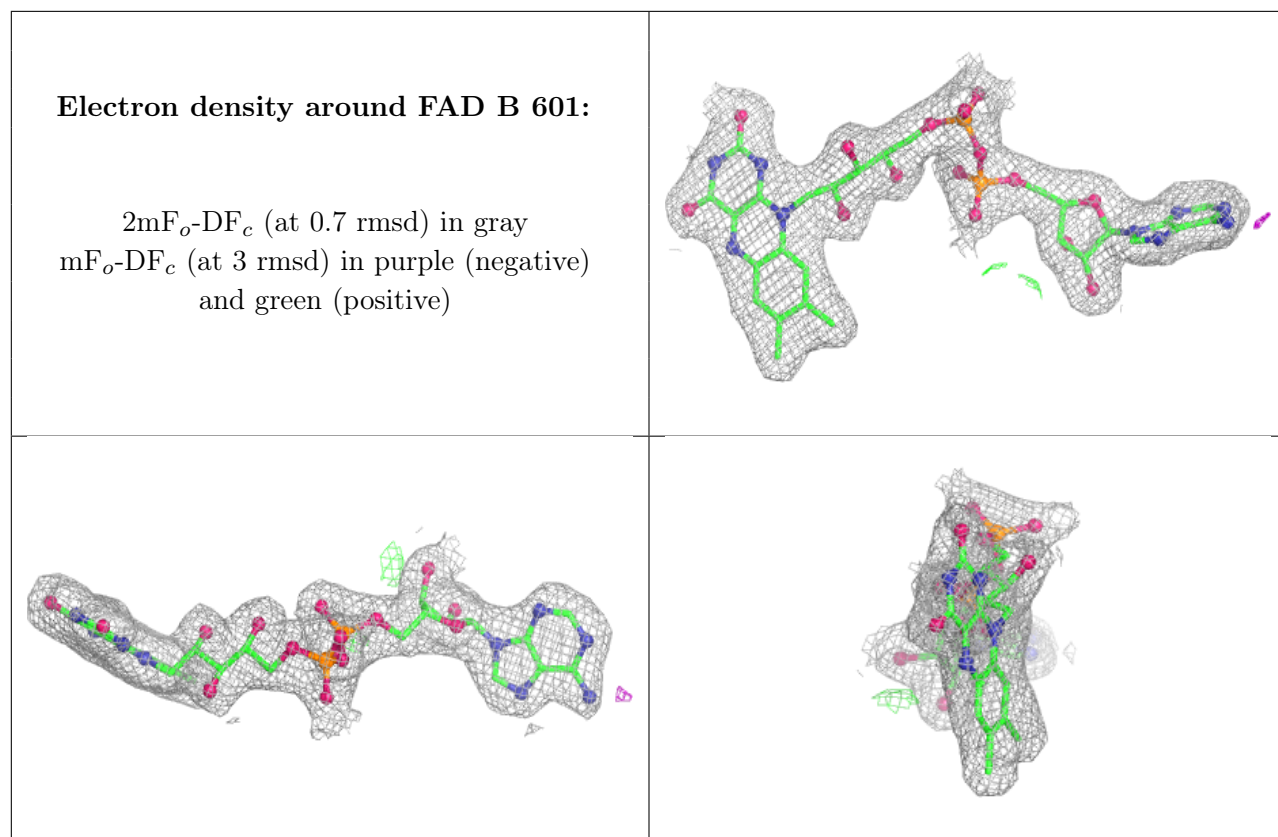 Electron density around FAD B 601:
2mFₒ-DF𝒸 (at 0.7 rmsd) in gray
mFₒ-DF𝒸 (at 3 rmsd) in purple (negative)
and green (positive)